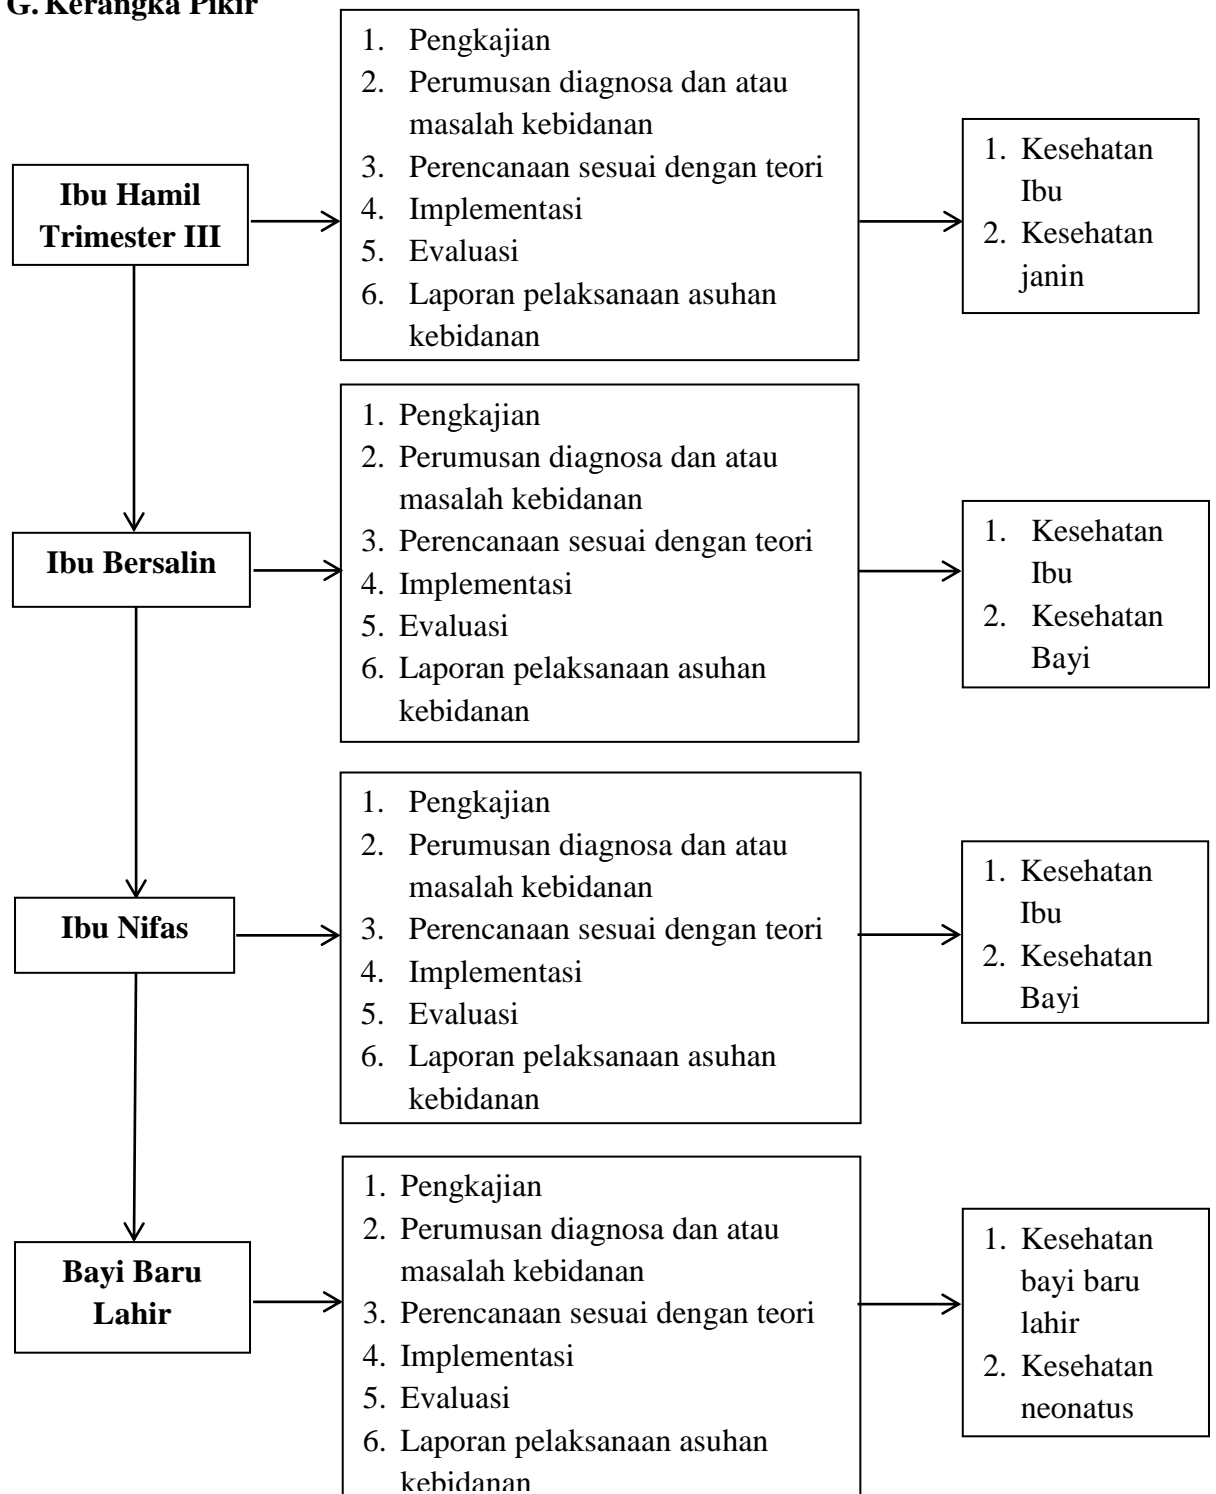 G. Kerangka Pikir
Ibu Hamil
Trimester III
1. Pengkajian
2. Perumusan diagnosa dan atau
masalah kebidanan
3. Perencanaan sesuai dengan teori
4. Implementasi
5. Evaluasi
6. Laporan pelaksanaan asuhan
kebidanan
1. Kesehatan
Ibu
2. Kesehatan
janin
Ibu Bersalin
1. Pengkajian
2. Perumusan diagnosa dan atau
masalah kebidanan
3. Perencanaan sesuai dengan teori
4. Implementasi
5. Evaluasi
6. Laporan pelaksanaan asuhan
kebidanan
1. Kesehatan
Ibu
2. Kesehatan
Bayi
Ibu Nifas
1. Pengkajian
2. Perumusan diagnosa dan atau
masalah kebidanan
3. Perencanaan sesuai dengan teori
4. Implementasi
5. Evaluasi
6. Laporan pelaksanaan asuhan
kebidanan
1. Kesehatan
Ibu
2. Kesehatan
Bayi
Bayi Baru
Lahir
1. Pengkajian
2. Perumusan diagnosa dan atau
masalah kebidanan
3. Perencanaan sesuai dengan teori
4. Implementasi
5. Evaluasi
6. Laporan pelaksanaan asuhan
kebidanan
1. Kesehatan
bayi baru
lahir
2. Kesehatan
neonatus